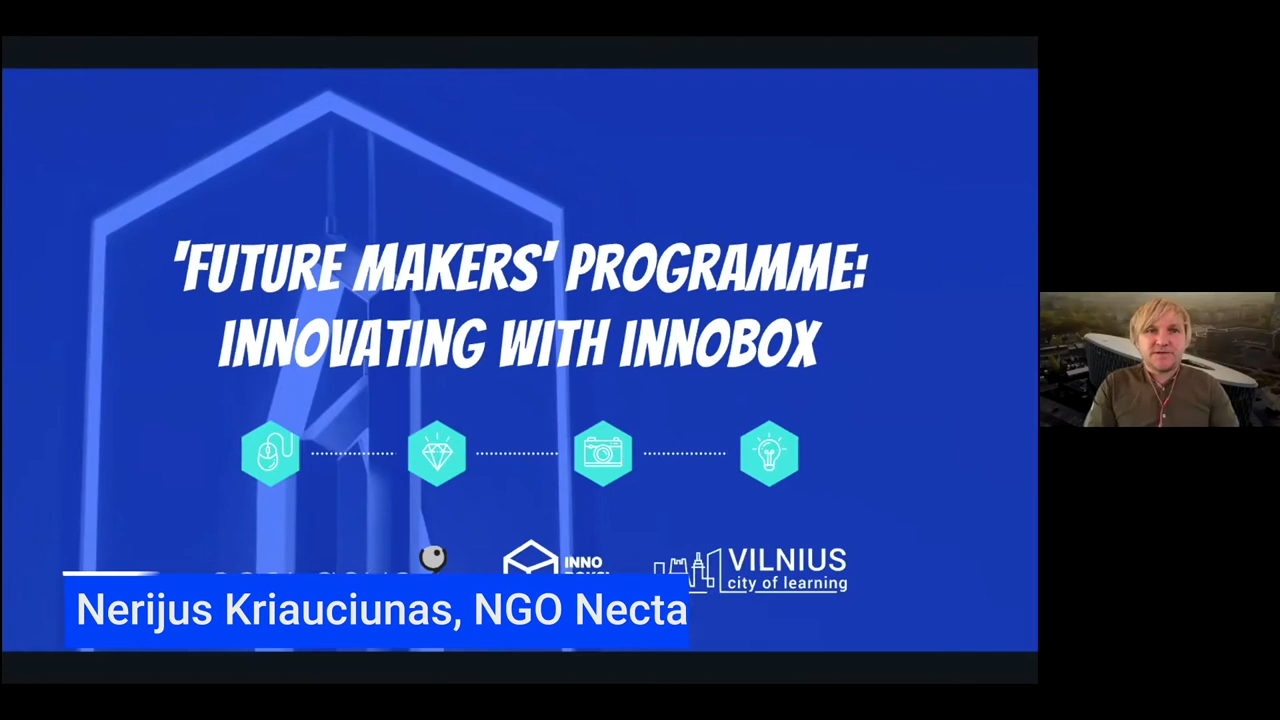 'FUTURE MAKERS' PROGRAMME:
INNOVATING WITH INNOBOX
INNO
VILNIUS
city of learning
Nerijus Kriauciunas, NGO Necta